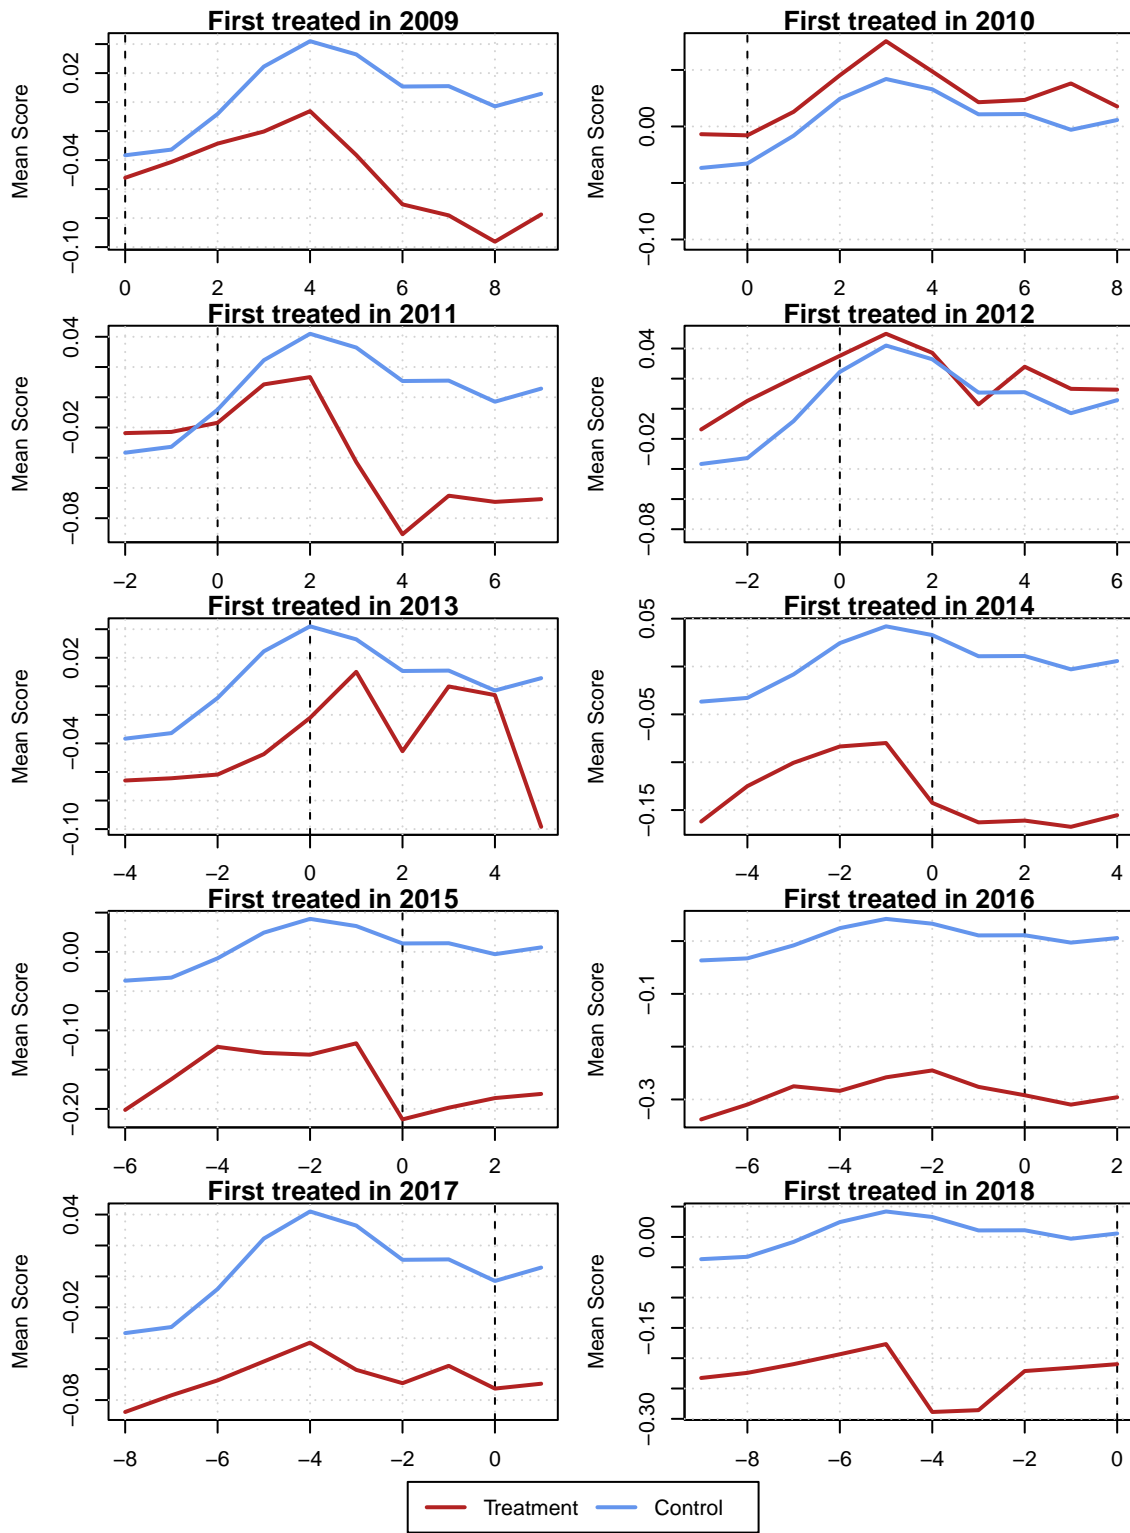 First treated in 2009
Mean Score
0.02
−0.04
−0.10
0 2 4 6 8
First treated in 2010
Mean Score
0.00
−0.10
0 2 4 6 8
First treated in 2011
Mean Score
0.04
−0.02
−0.08
−2 0 2 4 6
First treated in 2012
Mean Score
0.04
−0.02
−0.08
−2 0 2 4 6
First treated in 2013
Mean Score
0.02
−0.04
−0.10
−4 −2 0 2 4
First treated in 2014
Mean Score
0.05
−0.05
−0.15
−4 −2 0 2 4
First treated in 2015
Mean Score
0.00
−0.10
−0.20
−6 −4 −2 0 2
First treated in 2016
Mean Score
−0.1
−0.3
−6 −4 −2 0 2
First treated in 2017
Mean Score
0.04
−0.02
−0.08
−8 −6 −4 −2 0
First treated in 2018
Mean Score
0.00
−0.15
−0.30
−8 −6 −4 −2 0
Treatment Control